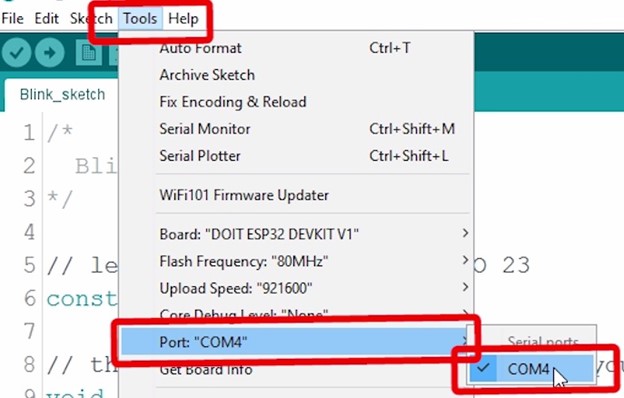 File Edit Sketch Tools Help
Auto Format Ctrl+T
Blink_sketch
Archive Sketch
Fix Encoding & Reload
Serial Monitor Ctrl+Shift+M
Serial Plotter Ctrl+Shift+L
WiFi101 Firmware Updater
Board: "DOIT ESP32 DEVKIT V1"
Flash Frequency: "80MHz"
Upload Speed: "921600"
Core Debug Level: "None"
Port: "COM4"
Get Board Info
Serial ports
COM4
1 /*
2 Bli
3 */
4
5 // le O 23
6 const
7
8 // th you
9 void